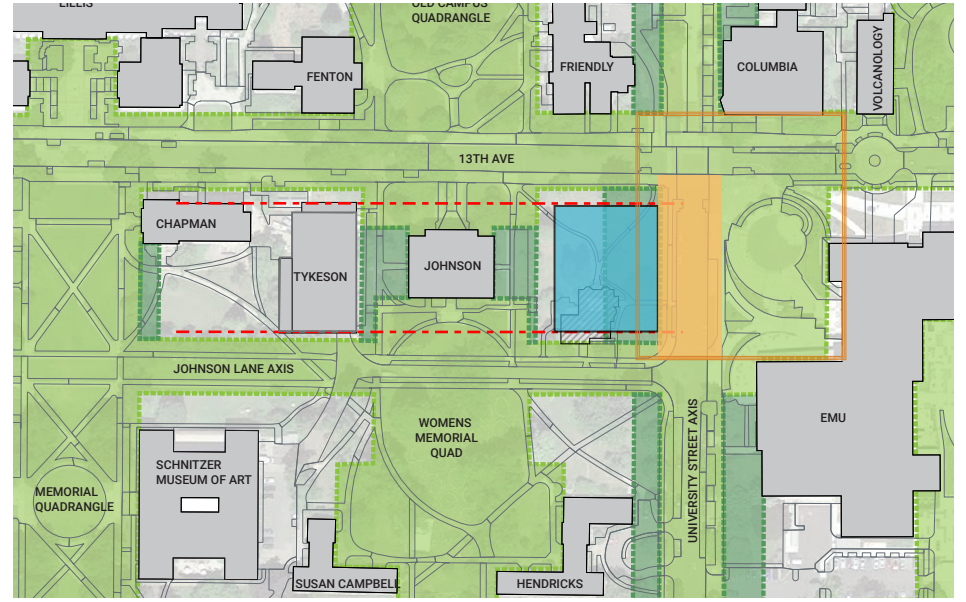 LILLIS
OLD CAMPUS
QUADRANGLE
FENTON
FRIENDLY
COLUMBIA
VOLCANOLOGY
13TH AVE
CHAPMAN
TYKESON
JOHNSON
JOHNSON LANE AXIS
WOMENS
MEMORIAL
QUAD
UNIVERSITY STREET AXIS
EMU
SCHNITZER
MUSEUM OF ART
MEMORIAL
QUADRANGLE
SUSAN CAMPBELL
HENDRICKS